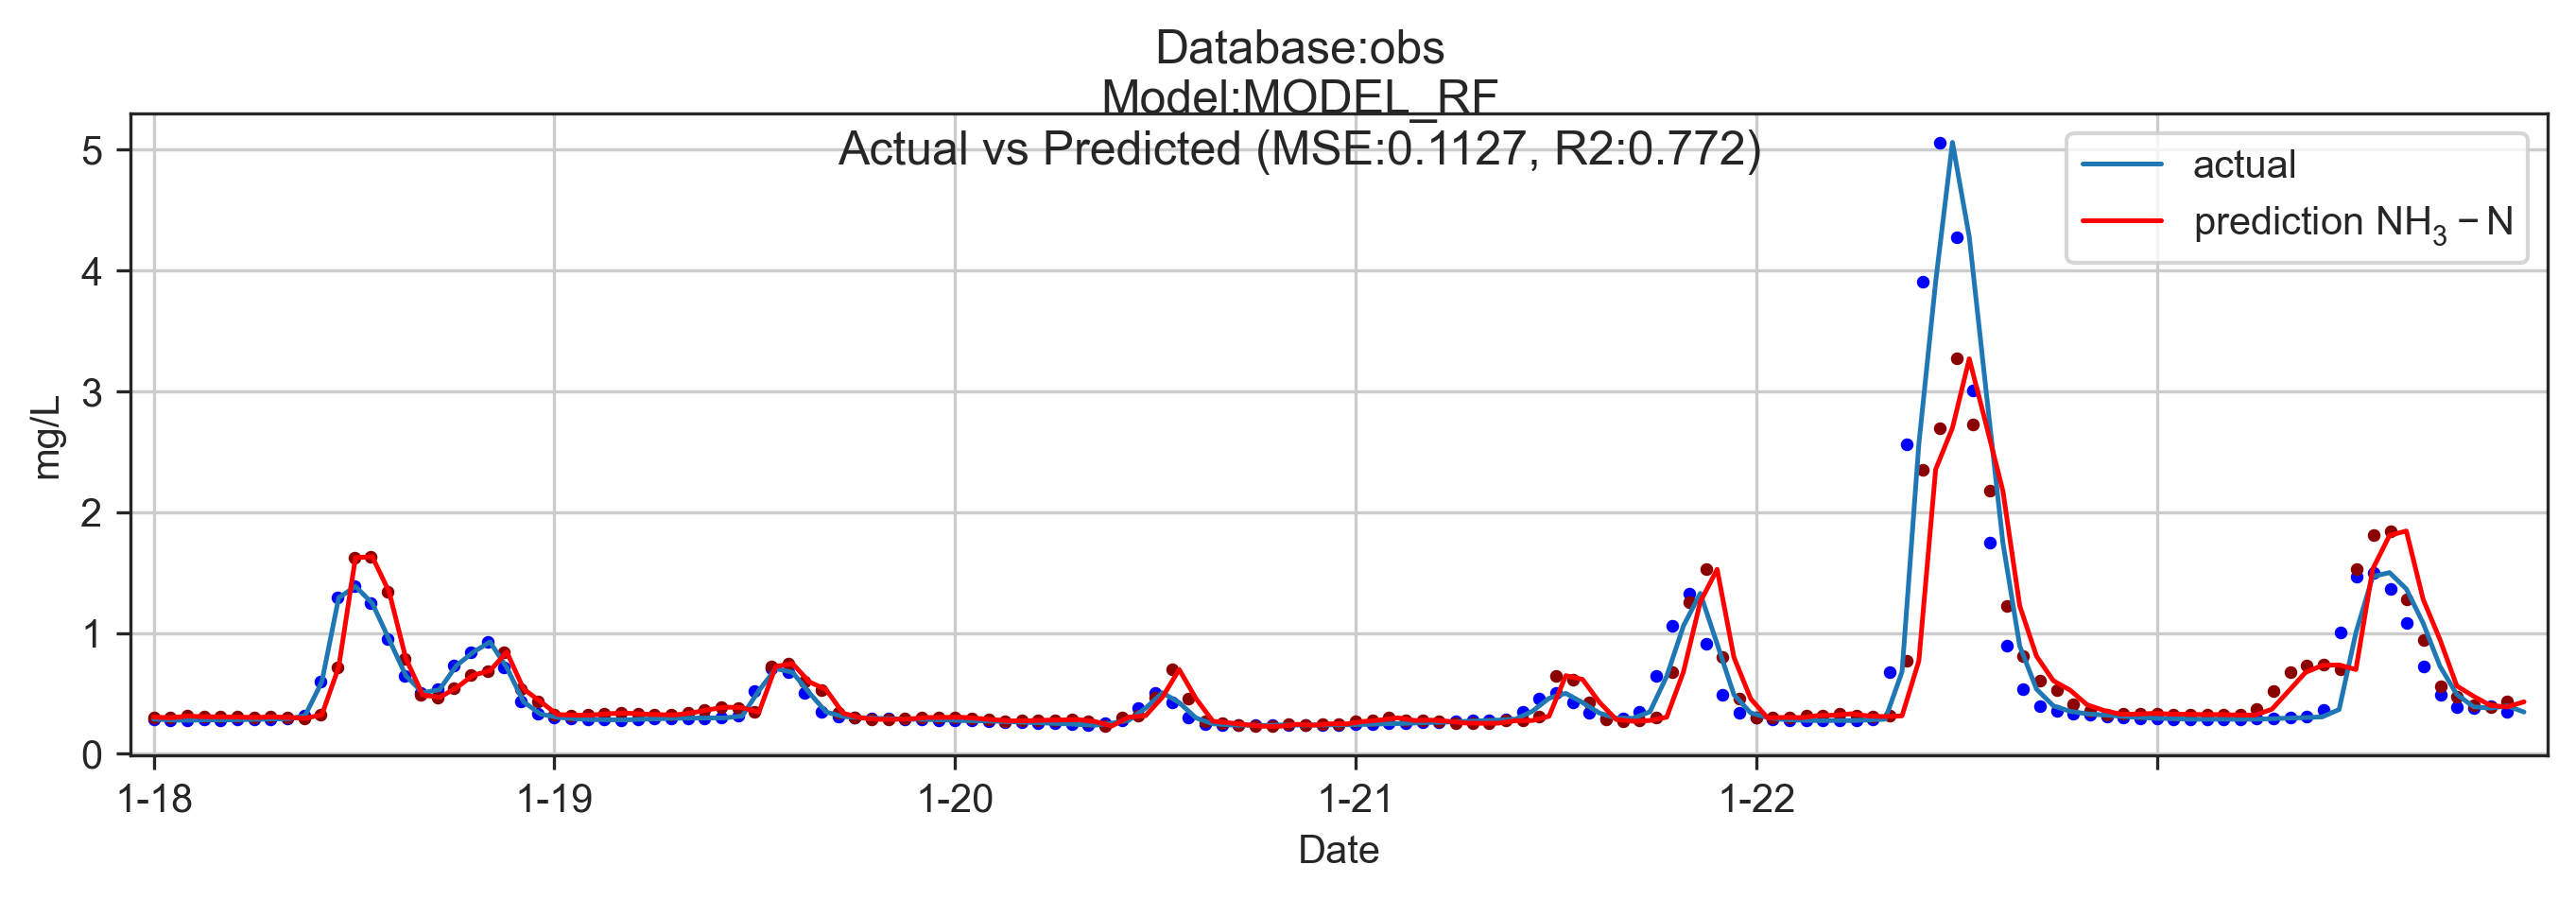 Database:obs
Model:MODEL_RF
Actual vs Predicted (MSE:0.1127, R2:0.772)
actual
prediction NH₃ − N
5
4
3
2
1
0
mg/L
1-18 1-19 1-20 1-21 1-22
Date